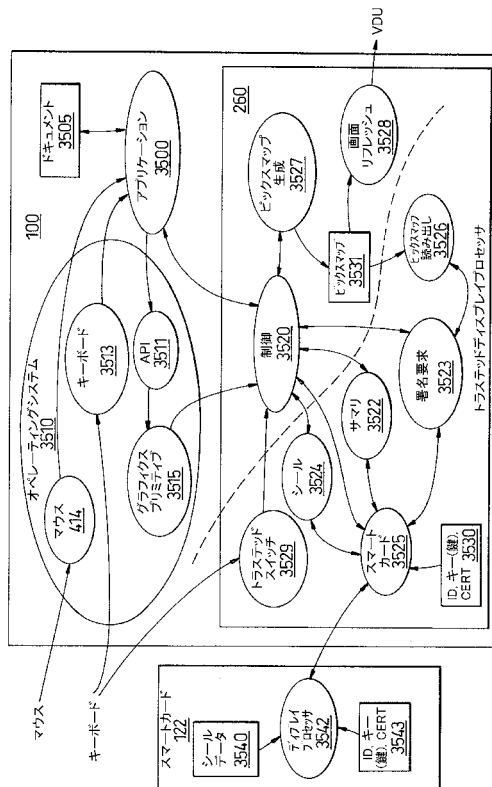 100
ドキュメント
3505
アプリケーション
3500
オペレーティングシステム
3510
マウス
414
キーボード
3513
API
3511
グラフィクス
プリミティブ
3515
マウス
キーボード
260
ピックスマップ
生成
3527
画面
リフレッシュ
3528
VDU
ピックスマップ
3531
ピックスマップ
読み出し
3526
制御
3520
トラステッド
スイッチ
3529
シール
3524
サマリ
3522
署名要求
3523
スマート
カード
3525
ID, キー(鍵),
CERT
3530
トラステッドディスプレイプロセッサ
スマートカード
122
シール
データ
3540
ディスプレイ
プロセッサ
3542
ID, キー
(鍵), CERT
3543